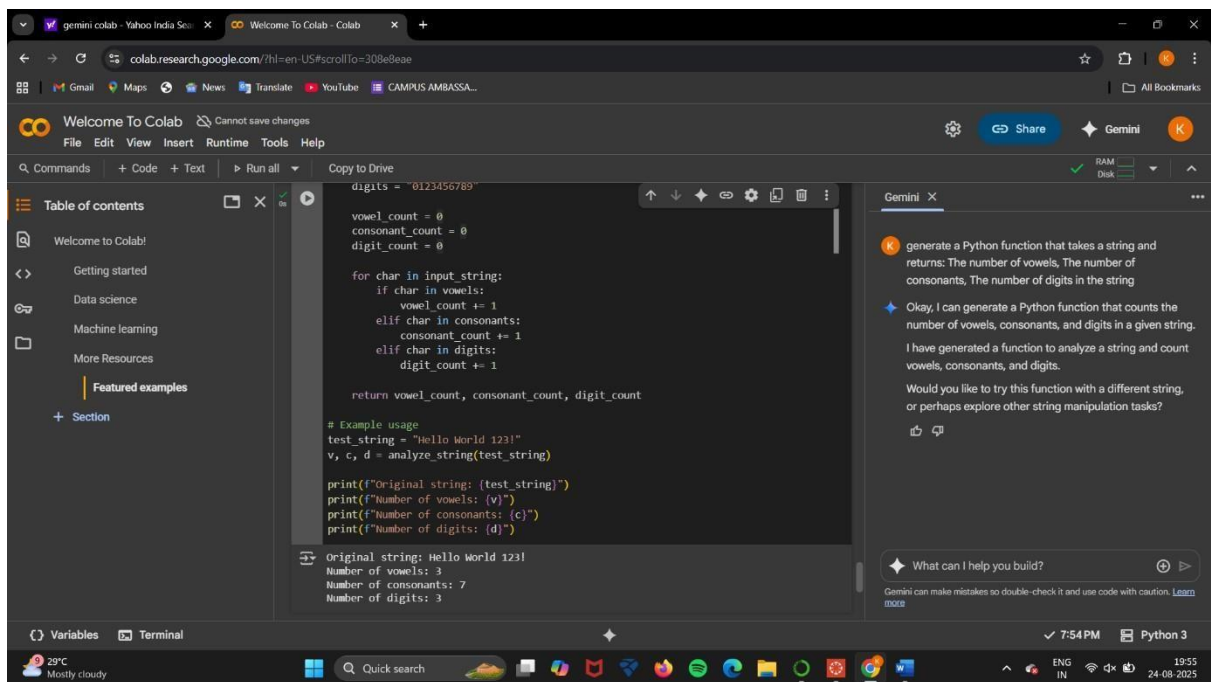 gemini colab - Yahoo India Sea
Welcome To Colab - Colab
colab.research.google.com/?hl=en-US#scrollTo=308e8eae
Gmail Maps News Translate YouTube CAMPUS AMBASSA... All Bookmarks
Welcome To Colab Cannot save changes
File Edit View Insert Runtime Tools Help
Share Gemini K
Commands + Code + Text Run all Copy to Drive
RAM
Disk
Table of contents
Welcome to Colab!
Getting started
Data science
Machine learning
More Resources
Featured examples
+ Section
0s
digits = "0123456789"
vowel_count = 0
consonant_count = 0
digit_count = 0
for char in input_string:
if char in vowels:
vowel_count += 1
elif char in consonants:
consonant_count += 1
elif char in digits:
digit_count += 1
return vowel_count, consonant_count, digit_count
# Example usage
test_string = "Hello World 123!"
v, c, d = analyze_string(test_string)
print(f"Original string: {test_string}")
print(f"Number of vowels: {v}")
print(f"Number of consonants: {c}")
print(f"Number of digits: {d}")
Original string: Hello World 123!
Number of vowels: 3
Number of consonants: 7
Number of digits: 3
Gemini
K
generate a Python function that takes a string and
returns: The number of vowels, The number of
consonants, The number of digits in the string
Okay, I can generate a Python function that counts the
number of vowels, consonants, and digits in a given string.
I have generated a function to analyze a string and count
vowels, consonants, and digits.
Would you like to try this function with a different string,
or perhaps explore other string manipulation tasks?
What can I help you build?
Gemini can make mistakes so double-check it and use code with caution. Learn
more
{} Variables Terminal
7:54 PM Python 3
9
29°C
Mostly cloudy
Quick search
ENG
IN
19:55
24-08-2025